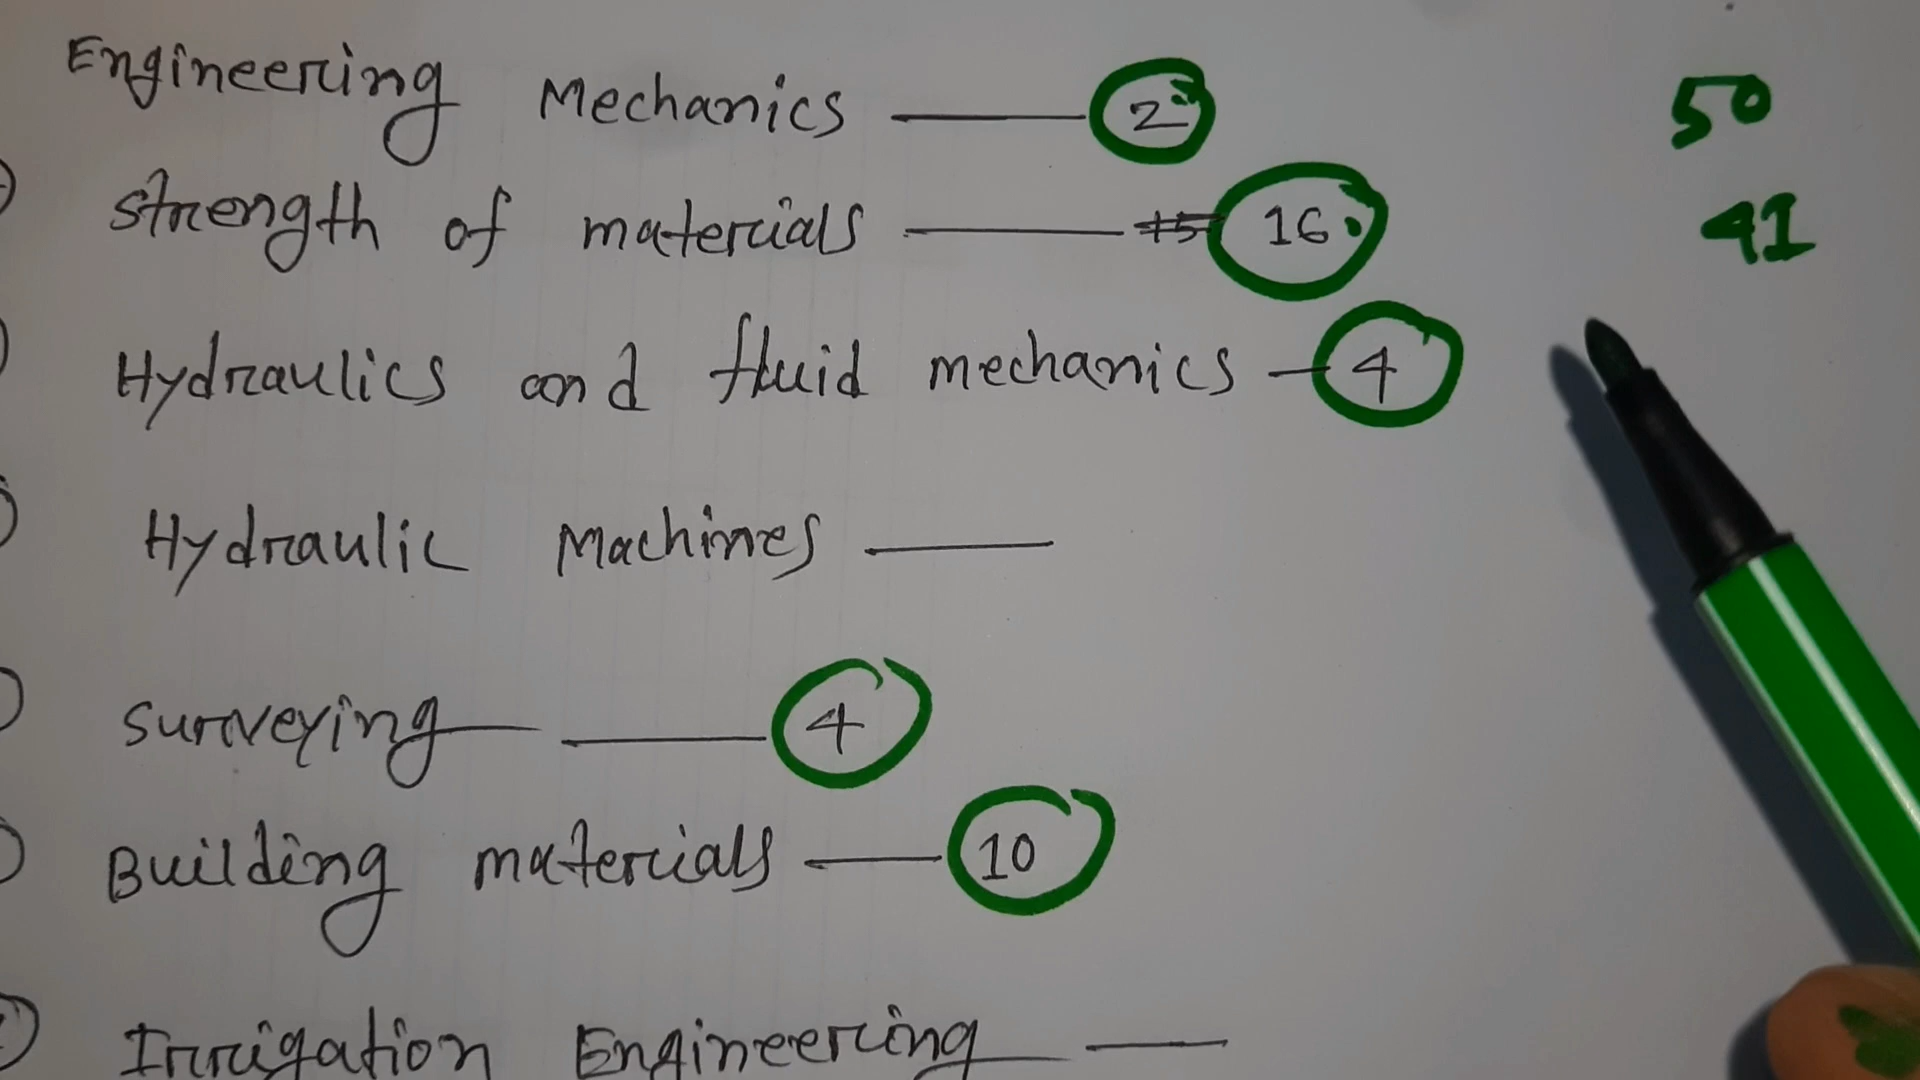 Engineering Mechanics — 2
50
Strength of materials — 15 16
41
Hydraulics and fluid mechanics - 4
Hydraulic Machines —
Surveying — 4
Building materials — 10
Irrigation Engineering —